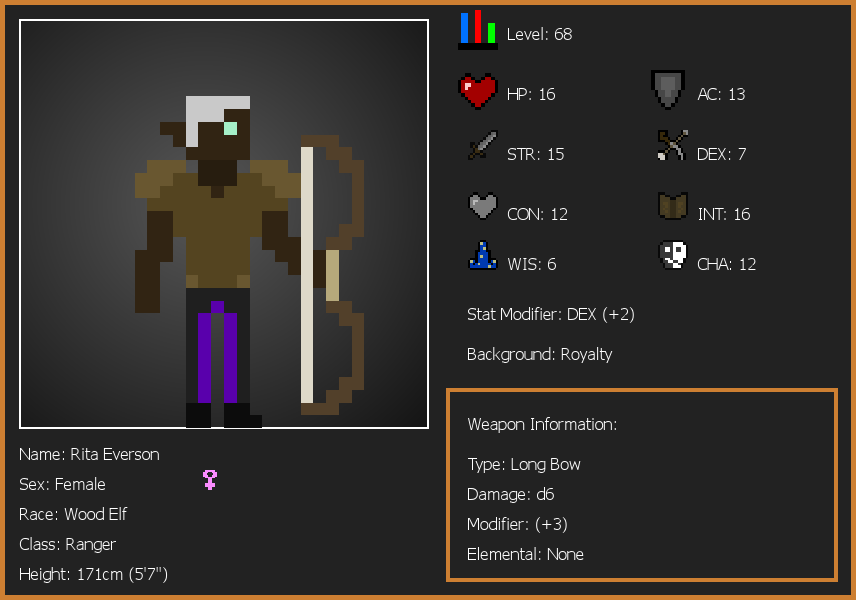 Level: 68
HP: 16
AC: 13
STR: 15
DEX: 7
CON: 12
INT: 16
WIS: 6
CHA: 12
Stat Modifier: DEX (+2)
Background: Royalty
Weapon Information:
Type: Long Bow
Damage: d6
Modifier: (+3)
Elemental: None
Name: Rita Everson
Sex: Female
Race: Wood Elf
Class: Ranger
Height: 171cm (5'7")